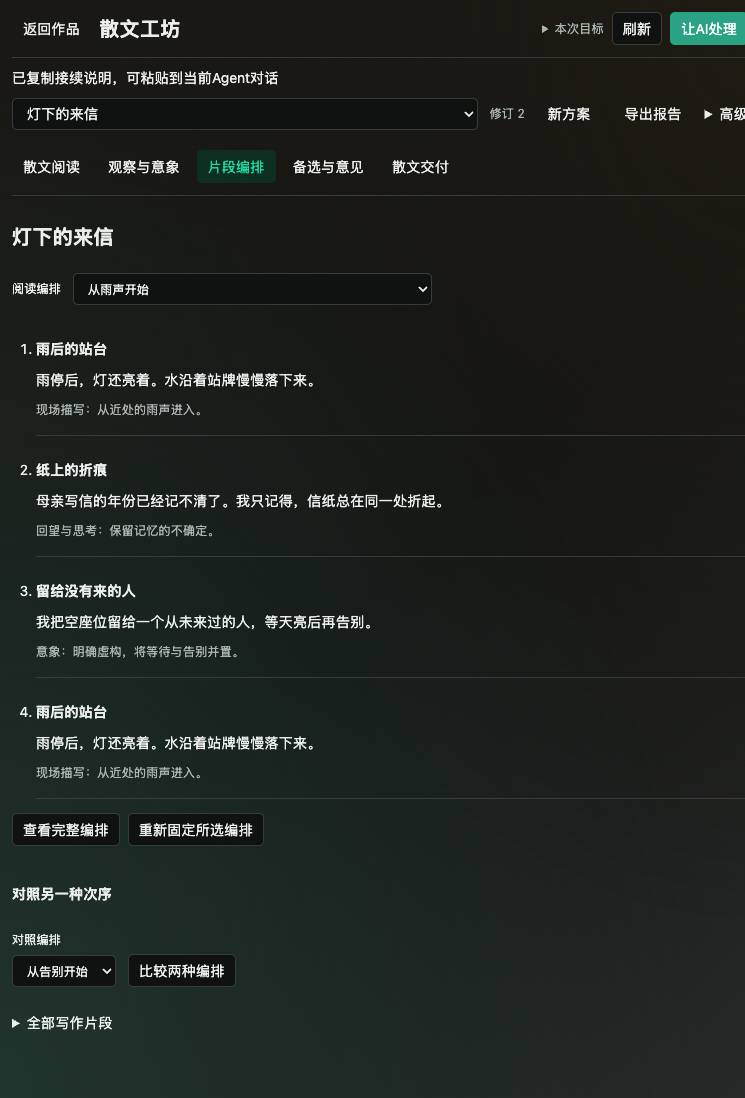 返回作品 散文工坊 ▶ 本次目标 刷新 让AI处理
已复制接续说明，可粘贴到当前Agent对话
灯下的来信 修订 2 新方案 导出报告 ▶ 高级
散文阅读 观察与意象 片段编排 备选与意见 散文交付
灯下的来信
阅读编排 从雨声开始
1. 雨后的站台
雨停后，灯还亮着。水沿着站牌慢慢落下来。
现场描写：从近处的雨声进入。
2. 纸上的折痕
母亲写信的年份已经记不清了。我只记得，信纸总在同一处折起。
回望与思考：保留记忆的不确定。
3. 留给没有来的人
我把空座位留给一个从未来过的人，等天亮后再告别。
意象：明确虚构，将等待与告别并置。
4. 雨后的站台
雨停后，灯还亮着。水沿着站牌慢慢落下来。
现场描写：从近处的雨声进入。
查看完整编排 重新固定所选编排
对照另一种次序
对照编排
从告别开始 比较两种编排
▶ 全部写作片段